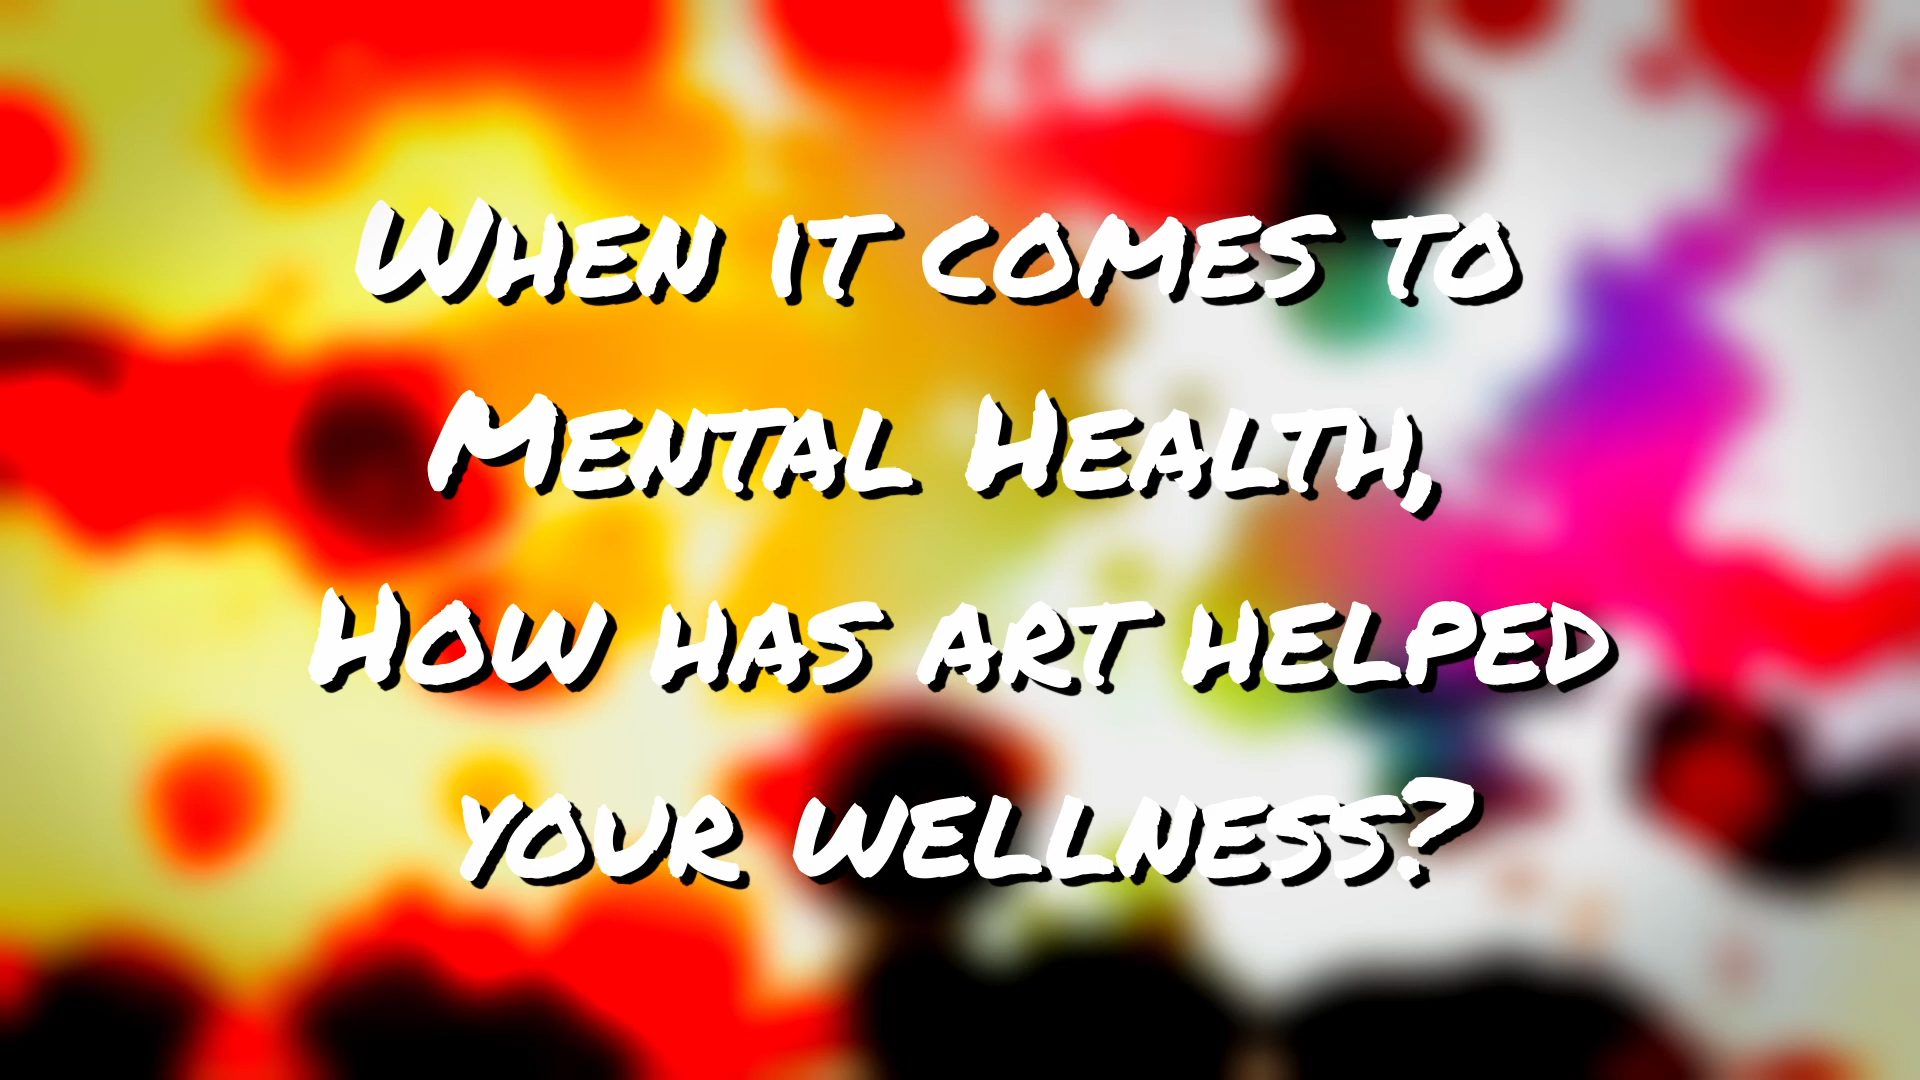 When it comes to
Mental Health,
How has art helped
your wellness?